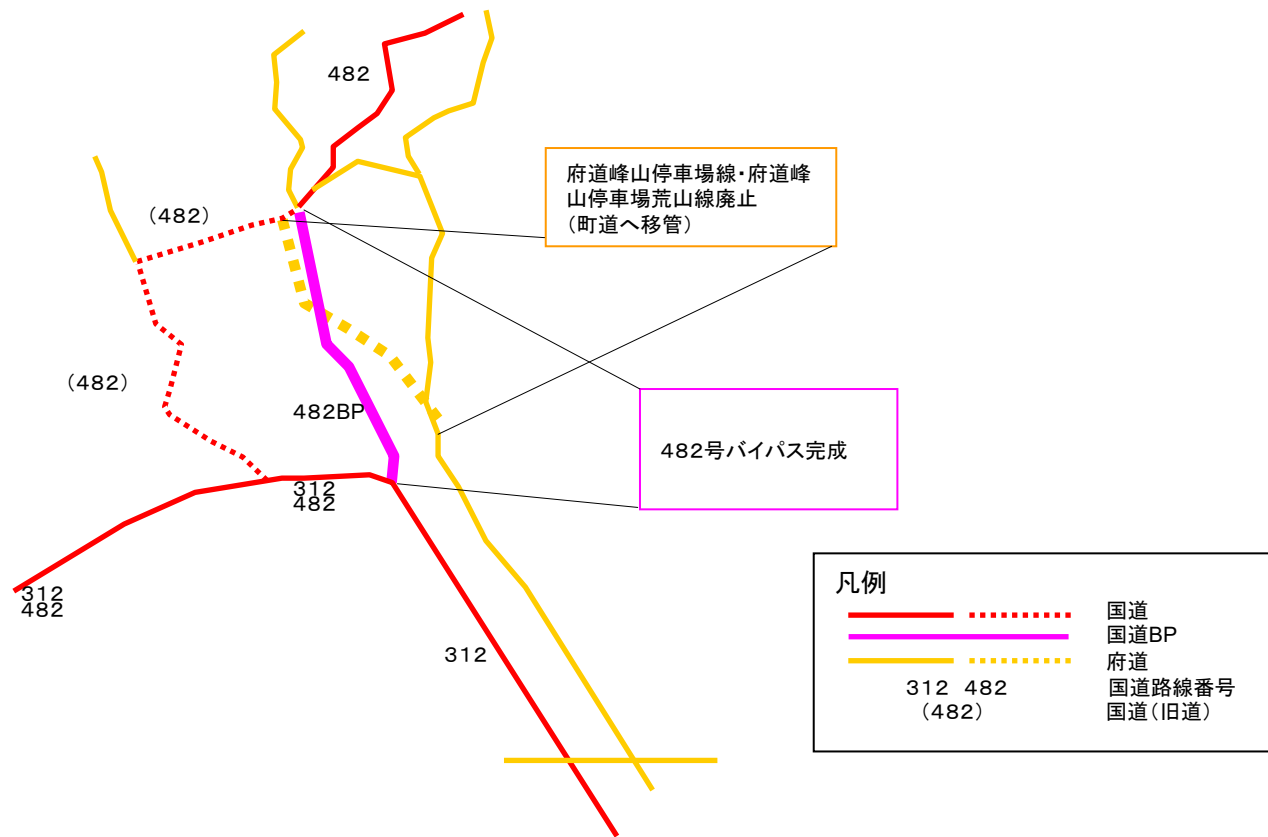 482
府道峰山停車場線・府道峰
山停車場荒山線廃止
（町道へ移管）
（482）
（482）
482BP
482号バイパス完成
312
482
312
482
312
凡例
国道
国道BP
府道
312 482 国道路線番号
（482） 国道（旧道）